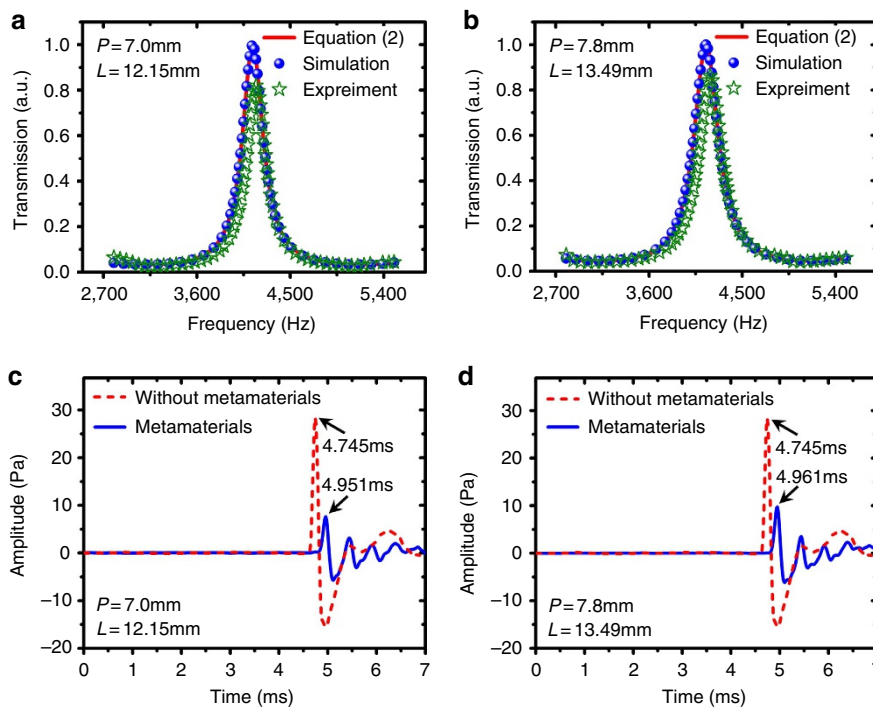 a
P=7.0mm
L=12.15mm
Equation (2)
Simulation
Expreiment
Transmission (a.u.)
1.0
0.8
0.6
0.4
0.2
0.0
2,700
3,600
4,500
5,400
Frequency (Hz)
b
P=7.8mm
L=13.49mm
Equation (2)
Simulation
Expreiment
Transmission (a.u.)
1.0
0.8
0.6
0.4
0.2
0.0
2,700
3,600
4,500
5,400
Frequency (Hz)
c
Without metamaterials
Metamaterials
4.745ms
4.951ms
P=7.0mm
L=12.15mm
Amplitude (Pa)
30
20
10
0
−10
−20
0
1
2
3
4
5
6
7
Time (ms)
d
Without metamaterials
Metamaterials
4.745ms
4.961ms
P=7.8mm
L=13.49mm
Amplitude (Pa)
30
20
10
0
−10
−20
0
1
2
3
4
5
6
7
Time (ms)